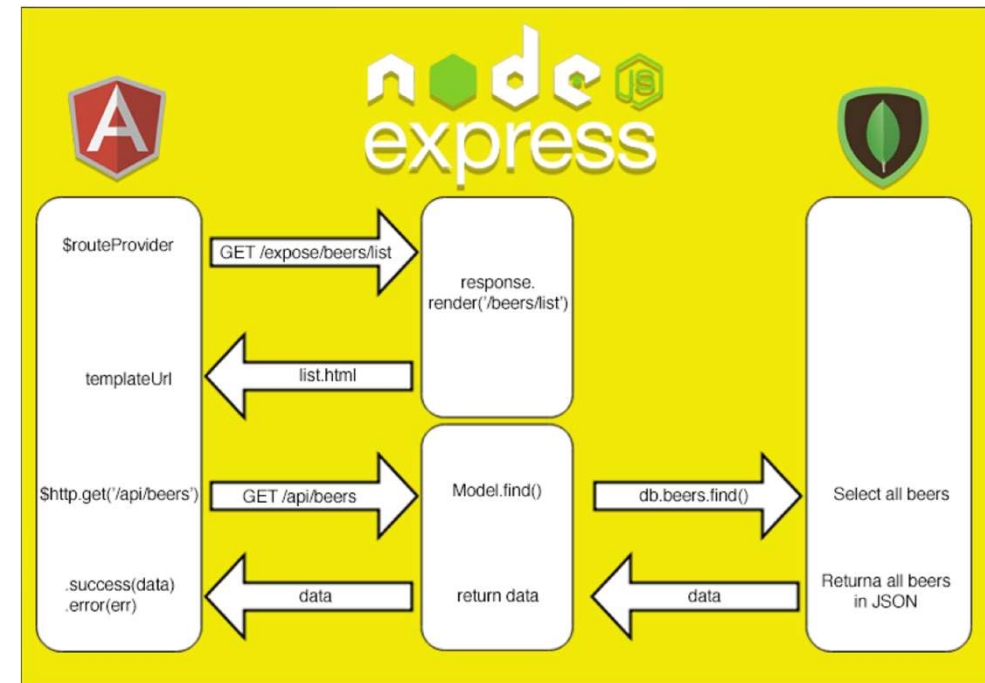 A
node JS
express
$routeProvider
GET /expose/beers/list
response.
render('/beers/list')
templateUrl
list.html
$http.get('/api/beers')
GET /api/beers
Model.find()
db.beers.find()
Select all beers
.success(data)
.error(err)
data
return data
data
Returna all beers
in JSON